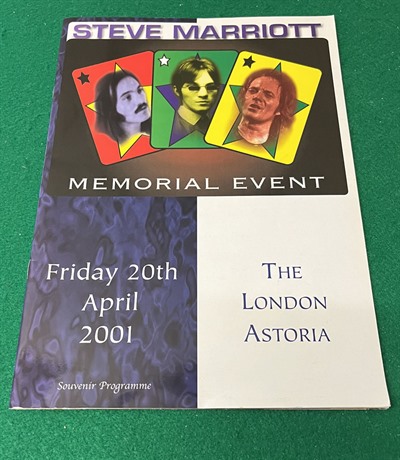 STEVE MARRIOTT
MEMORIAL EVENT
Friday 20th
April
2001
THE
LONDON
ASTORIA
Souvenir Programme